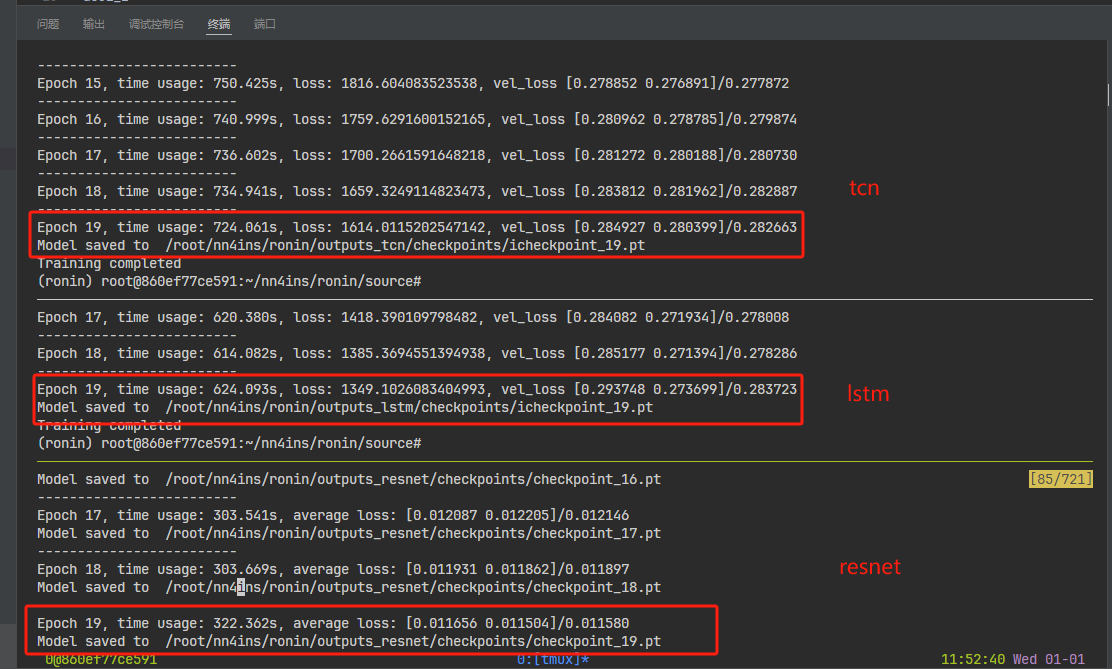 问题 输出 调试控制台 终端 端口
-------------------------
Epoch 15, time usage: 750.425s, loss: 1816.604083523538, vel_loss [0.278852 0.276891]/0.277872
-------------------------
Epoch 16, time usage: 740.999s, loss: 1759.6291600152165, vel_loss [0.280962 0.278785]/0.279874
-------------------------
Epoch 17, time usage: 736.602s, loss: 1700.2661591648218, vel_loss [0.281272 0.280188]/0.280730
-------------------------
Epoch 18, time usage: 734.941s, loss: 1659.3249114823473, vel_loss [0.283812 0.281962]/0.282887
tcn
-------------------------
Epoch 19, time usage: 724.061s, loss: 1614.0115202547142, vel_loss [0.284927 0.280399]/0.282663
Model saved to  /root/nn4ins/ronin/outputs_tcn/checkpoints/icheckpoint_19.pt
Training completed
(ronin) root@860ef77ce591:~/nn4ins/ronin/source#
Epoch 17, time usage: 620.380s, loss: 1418.390109798482, vel_loss [0.284082 0.271934]/0.278008
-------------------------
Epoch 18, time usage: 614.082s, loss: 1385.3694551394938, vel_loss [0.285177 0.271394]/0.278286
-------------------------
Epoch 19, time usage: 624.093s, loss: 1349.1026083404993, vel_loss [0.293748 0.273699]/0.283723
lstm
Model saved to  /root/nn4ins/ronin/outputs_lstm/checkpoints/icheckpoint_19.pt
Training completed
(ronin) root@860ef77ce591:~/nn4ins/ronin/source#
Model saved to  /root/nn4ins/ronin/outputs_resnet/checkpoints/checkpoint_16.pt [85/721]
-------------------------
Epoch 17, time usage: 303.541s, average loss: [0.012087 0.012205]/0.012146
Model saved to  /root/nn4ins/ronin/outputs_resnet/checkpoints/checkpoint_17.pt
-------------------------
Epoch 18, time usage: 303.669s, average loss: [0.011931 0.011862]/0.011897
resnet
Model saved to  /root/nn4ins/ronin/outputs_resnet/checkpoints/checkpoint_18.pt
Epoch 19, time usage: 322.362s, average loss: [0.011656 0.011504]/0.011580
Model saved to  /root/nn4ins/ronin/outputs_resnet/checkpoints/checkpoint_19.pt
0@860ef77ce591 0:[tmux]* 11:52:40 Wed 01-01